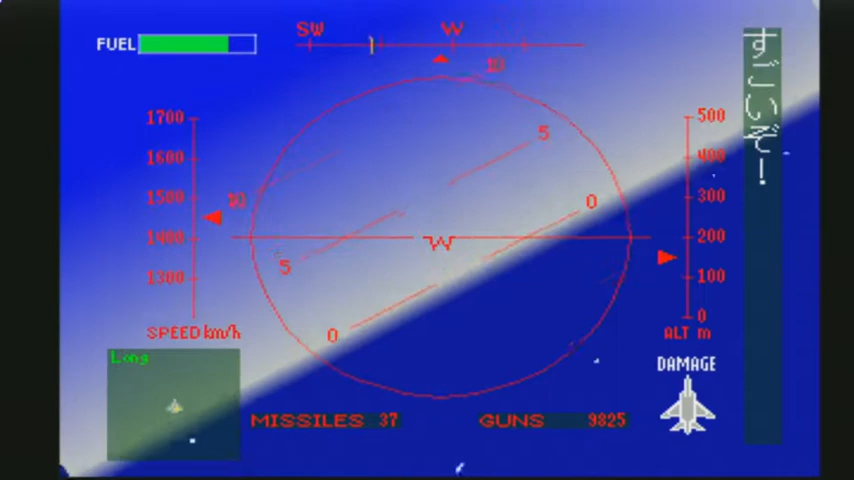 FUEL
SW W
10
1700
1600
1500
1400
1300
SPEED km/h
10
5
5
0
0
500
400
300
200
100
0
ALT m
すごいぞ!
Long
MISSILES 37
GUNS 9825
DAMAGE